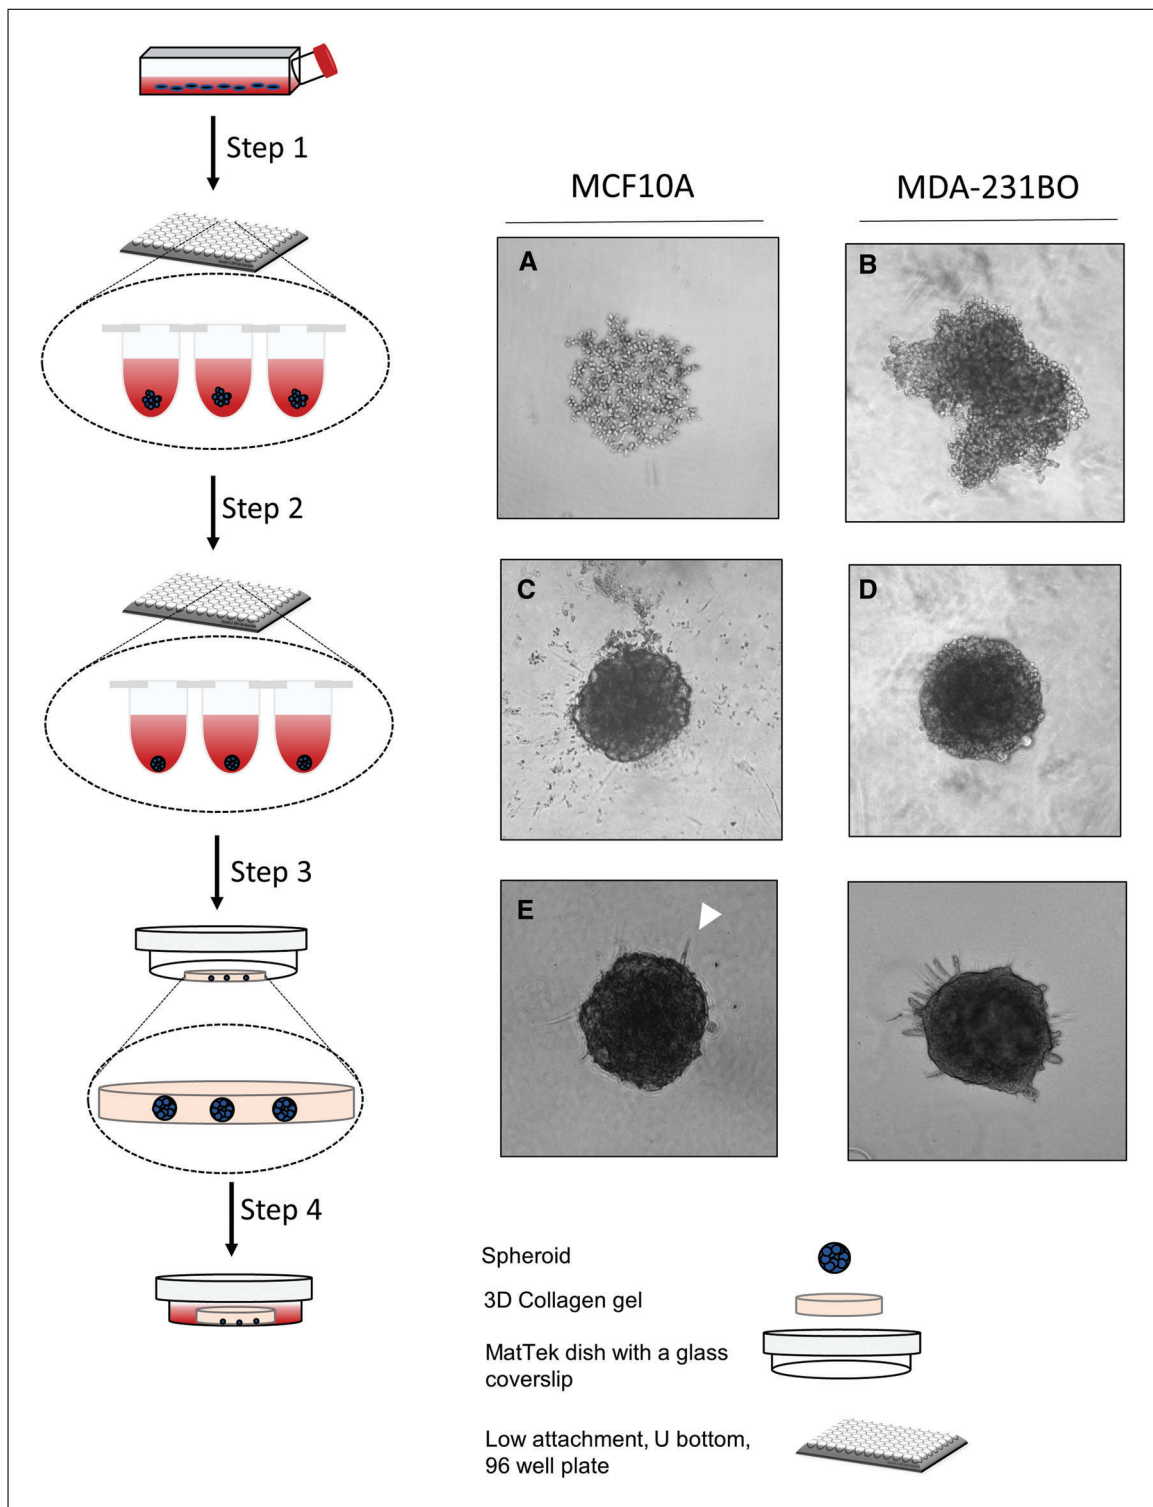 Step 1
MCF10A
MDA-231BO
A
B
Step 2
C
D
Step 3
E
Step 4
Spheroid
3D Collagen gel
MatTek dish with a glass
coverslip
Low attachment, U bottom,
96 well plate